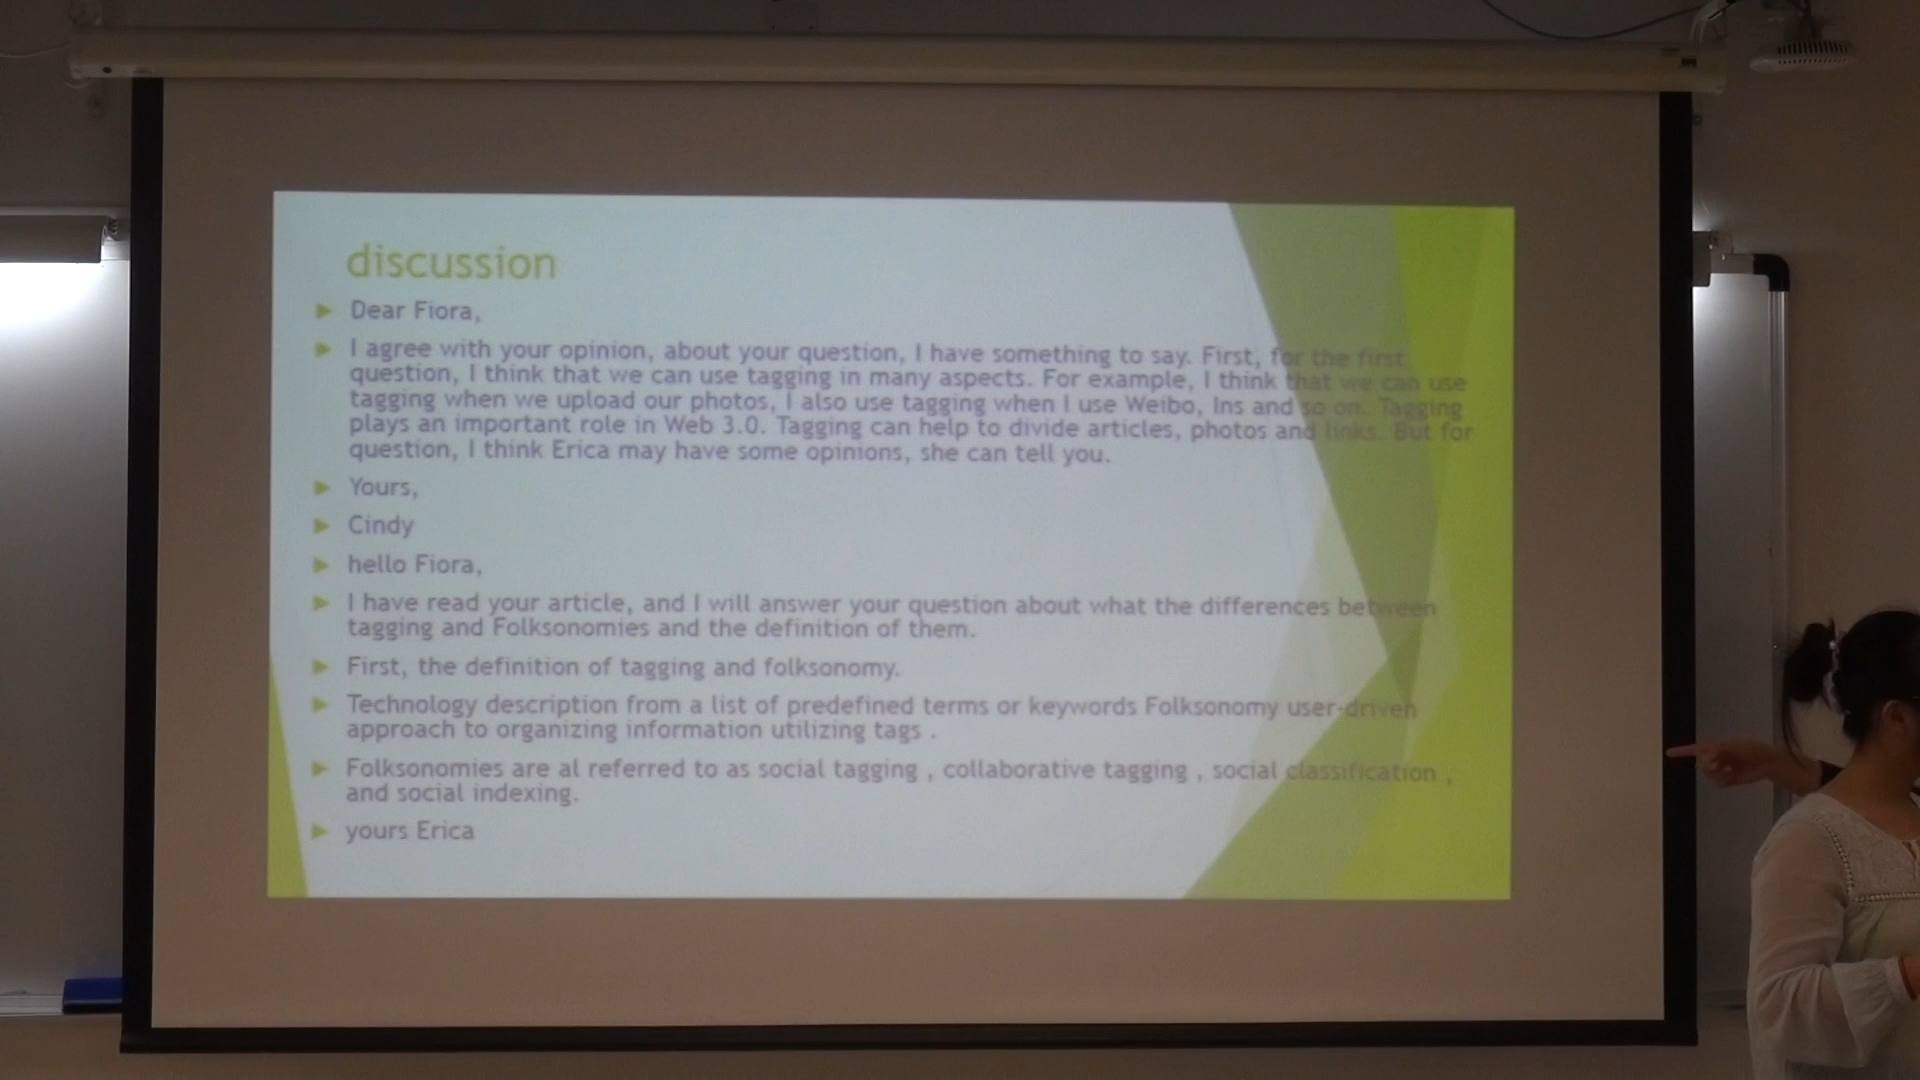 discussion
Dear Fiora,
I agree with your opinion, about your question, I have something to say. First, for the first
question, I think that we can use tagging in many aspects. For example, I think that we can use
tagging when we upload our photos, I also use tagging when I use Weibo, Ins and so on. Tagging
plays an important role in Web 3.0. Tagging can help to divide articles, photos and links. But for
question, I think Erica may have some opinions, she can tell you.
Yours,
Cindy
hello Fiora,
I have read your article, and I will answer your question about what the differences between
tagging and Folksonomies and the definition of them.
First, the definition of tagging and folksonomy.
Technology description from a list of predefined terms or keywords Folksonomy user-driven
approach to organizing information utilizing tags .
Folksonomies are al referred to as social tagging , collaborative tagging , social classification ,
and social indexing.
yours Erica